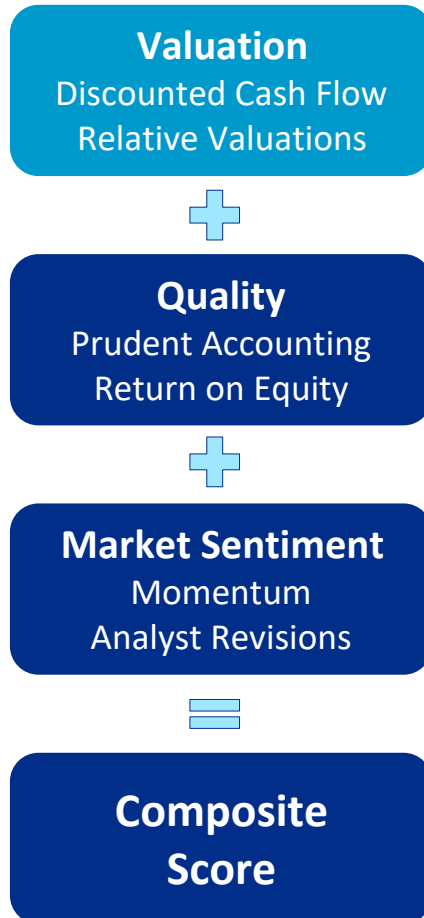 Valuation
Discounted Cash Flow
Relative Valuations
Quality
Prudent Accounting
Return on Equity
Market Sentiment
Momentum
Analyst Revisions
Composite
Score